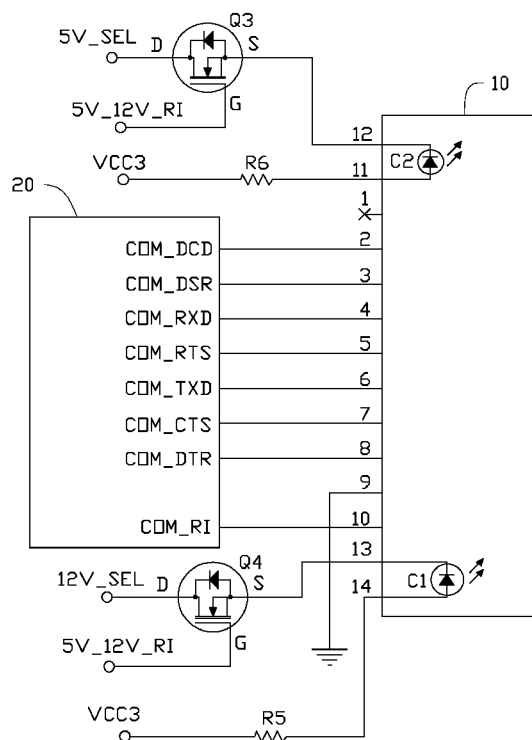 Q3
5V_SEL D S
10
G
5V_12V_RI
12
VCC3 R6 11 C2
20
1
COM_DCD 2
COM_DSR 3
COM_RXD 4
COM_RTS 5
COM_TXD 6
COM_CTS 7
COM_DTR 8
9
COM_RI 10
Q4 13
12V_SEL D S C1
14
G
5V_12V_RI
VCC3 R5